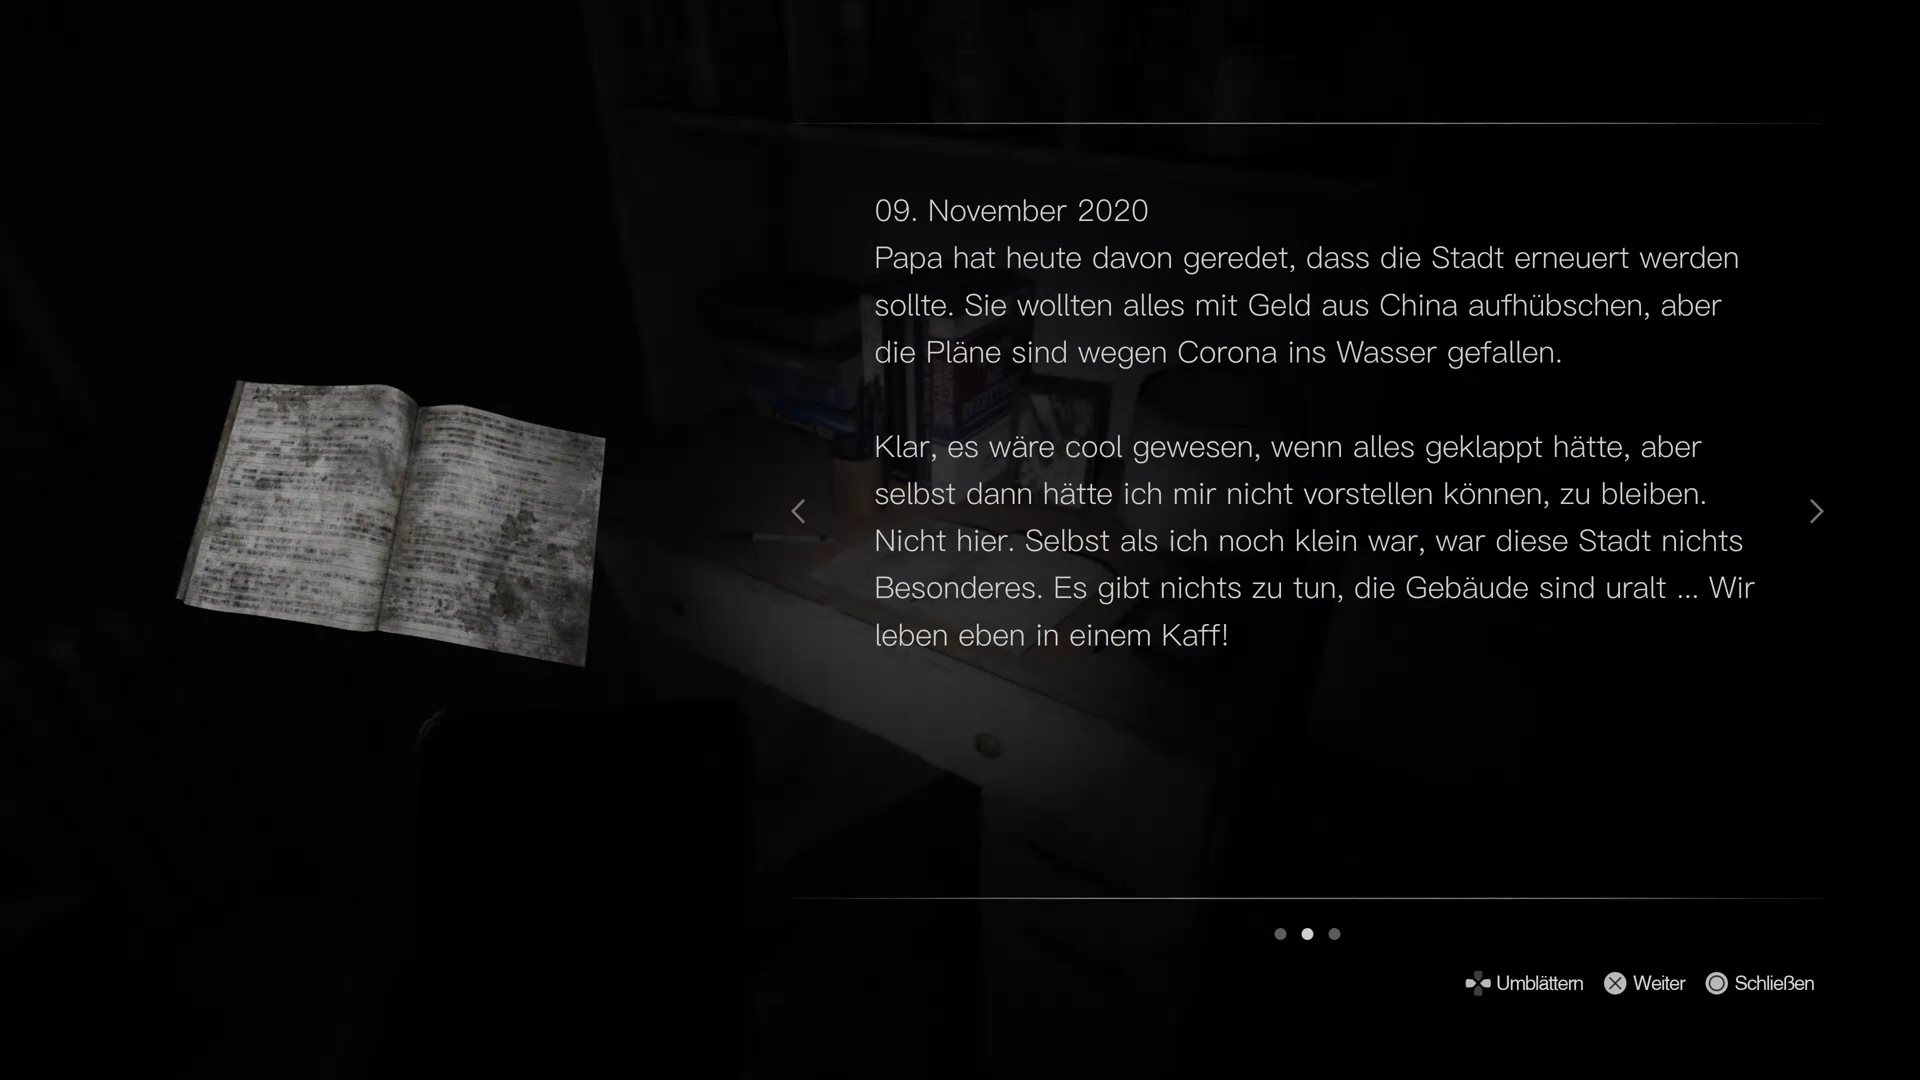 09. November 2020
Papa hat heute davon geredet, dass die Stadt erneuert werden
sollte. Sie wollten alles mit Geld aus China aufhübschen, aber
die Pläne sind wegen Corona ins Wasser gefallen.
Klar, es wäre cool gewesen, wenn alles geklappt hätte, aber
selbst dann hätte ich mir nicht vorstellen können, zu bleiben.
Nicht hier. Selbst als ich noch klein war, war diese Stadt nichts
Besonderes. Es gibt nichts zu tun, die Gebäude sind uralt ... Wir
leben eben in einem Kaff!
Umblättern Weiter Schließen